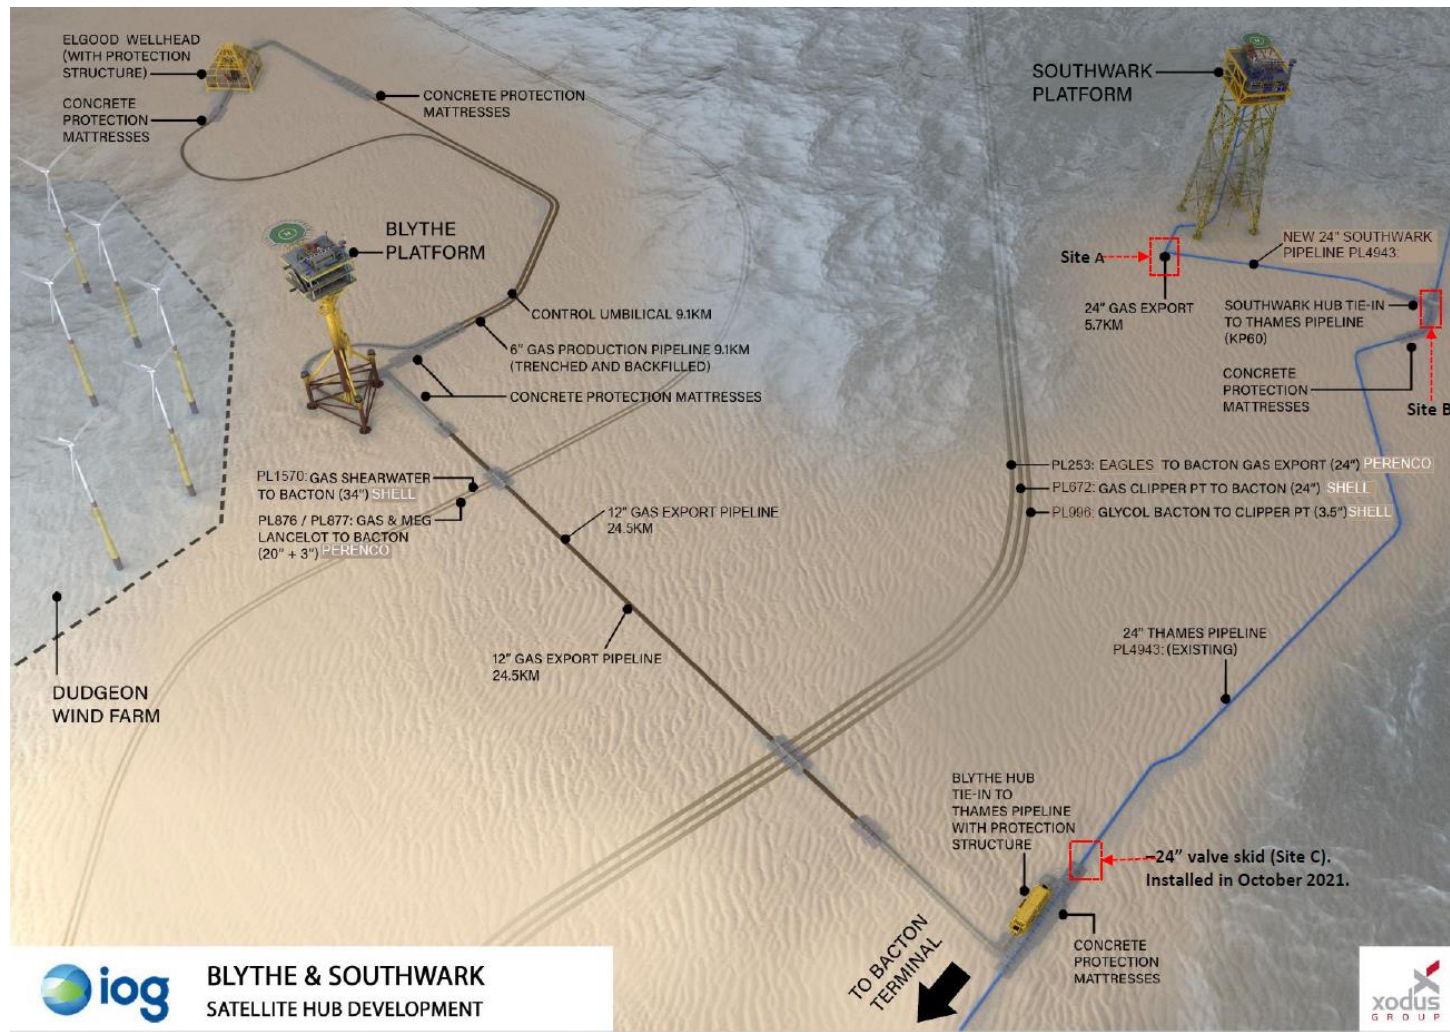 ELGOOD WELLHEAD
(WITH PROTECTION
STRUCTURE)
CONCRETE
PROTECTION
MATTRESSES
CONCRETE PROTECTION
MATTRESSES
BLYTHE
PLATFORM
CONTROL UMBILICAL 9.1KM
6" GAS PRODUCTION PIPELINE 9.1KM
(TRENCHED AND BACKFILLED)
CONCRETE PROTECTION MATTRESSES
PL1570: GAS SHEARWATER
TO BACTON (34") SHELL
PL876 / PL877: GAS & MEG
LANCELOT TO BACTON
(20" + 3") PERENCO
12" GAS EXPORT PIPELINE
24.5KM
12" GAS EXPORT PIPELINE
24.5KM
DUDGEON
WIND FARM
SOUTHWARK
PLATFORM
Site A
NEW 24" SOUTHWARK
PIPELINE PL4943:
24" GAS EXPORT
5.7KM
SOUTHWARK HUB TIE-IN
TO THAMES PIPELINE
(KP60)
CONCRETE
PROTECTION
MATTRESSES
Site B
PL253: EAGLES TO BACTON GAS EXPORT (24") PERENCO
PL672: GAS CLIPPER PT TO BACTON (24") SHELL
PL996: GLYCOL BACTON TO CLIPPER PT (3.5") SHELL
24" THAMES PIPELINE
PL4943: (EXISTING)
BLYTHE HUB
TIE-IN TO
THAMES PIPELINE
WITH PROTECTION
STRUCTURE
24" valve skid (Site C).
Installed in October 2021.
CONCRETE
PROTECTION
MATTRESSES
TO BACTON
TERMINAL
iog
BLYTHE & SOUTHWARK
SATELLITE HUB DEVELOPMENT
xodus
GROUP